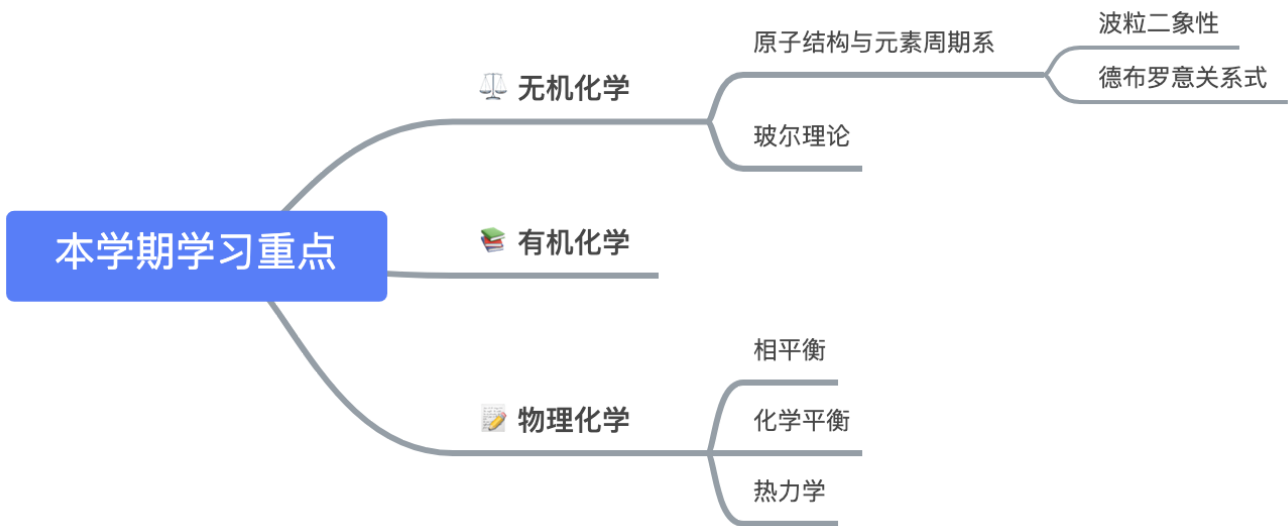 本学期学习重点
无机化学
原子结构与元素周期系
波粒二象性
德布罗意关系式
玻尔理论
有机化学
物理化学
相平衡
化学平衡
热力学